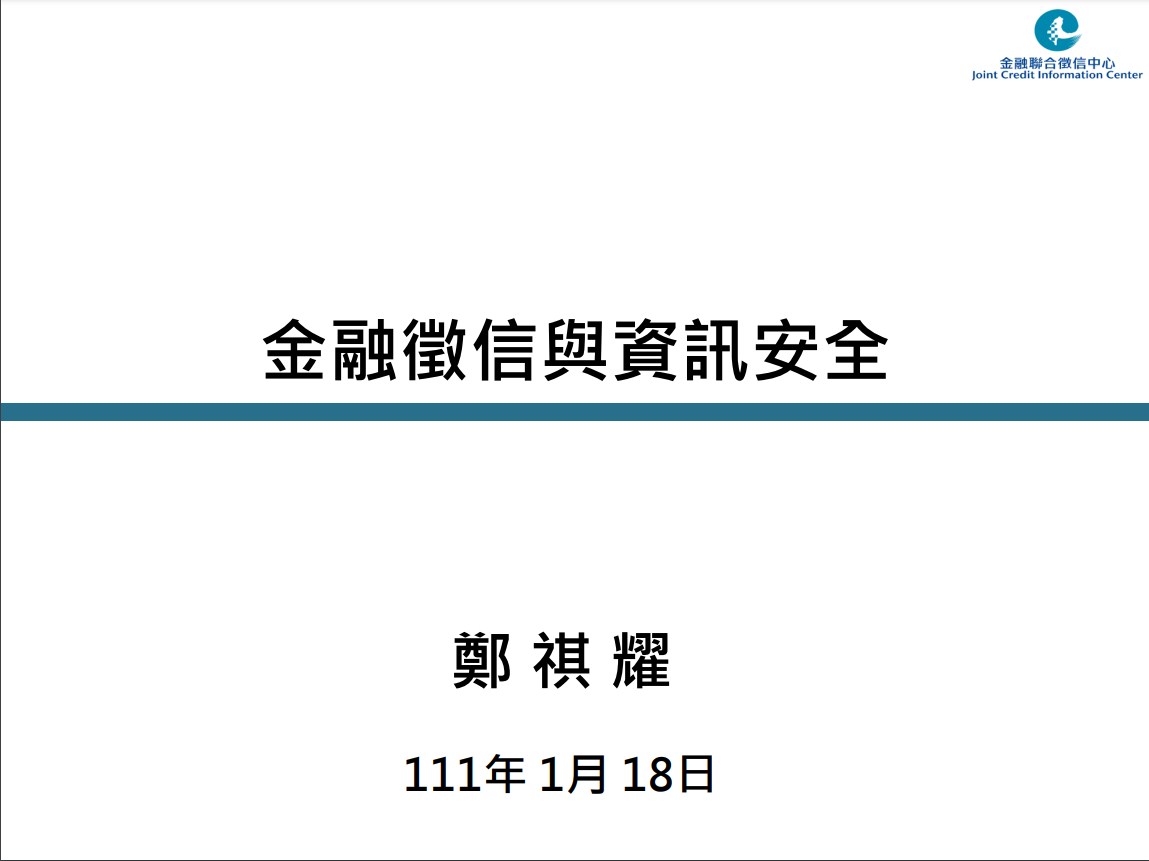 金融聯合徵信中心
Joint Credit Information Center
金融徵信與資訊安全
鄭 祺 耀
111年 1月 18日